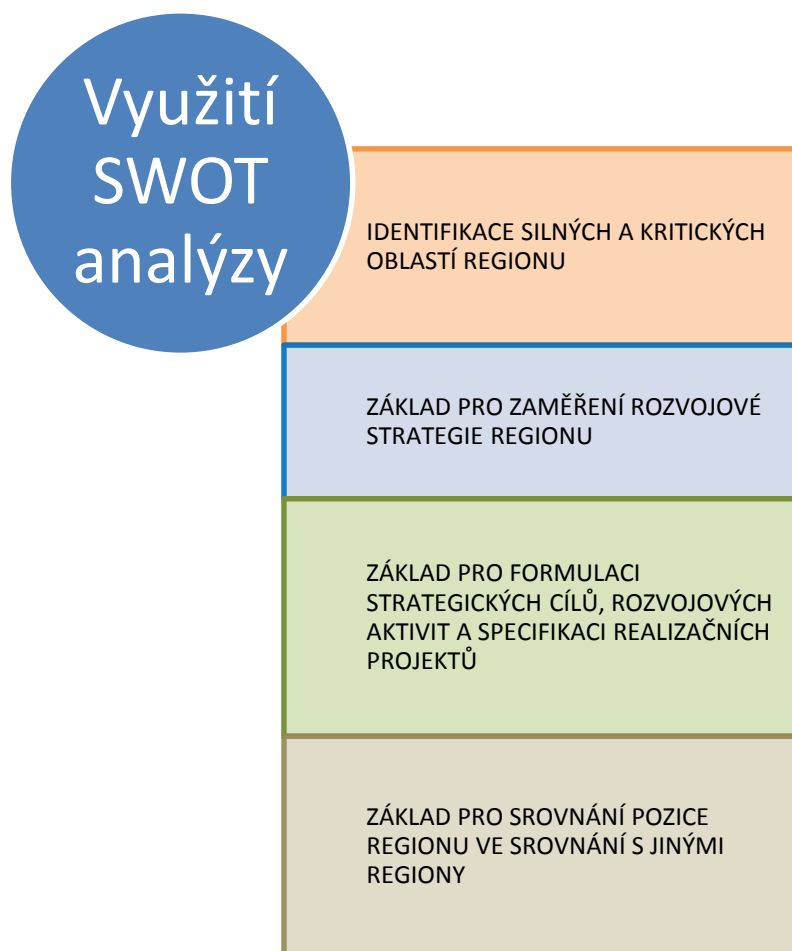 Využití
SWOT
analýzy
IDENTIFIKACE SILNÝCH A KRITICKÝCH
OBLASTÍ REGIONU
ZÁKLAD PRO ZAMĚŘENÍ ROZVOJOVÉ
STRATEGIE REGIONU
ZÁKLAD PRO FORMULACI
STRATEGICKÝCH CÍLŮ, ROZVOJOVÝCH
AKTIVIT A SPECIFIKACI REALIZAČNÍCH
PROJEKTŮ
ZÁKLAD PRO SROVNÁNÍ POZICE
REGIONU VE SROVNÁNÍ S JINÝMI
REGIONY